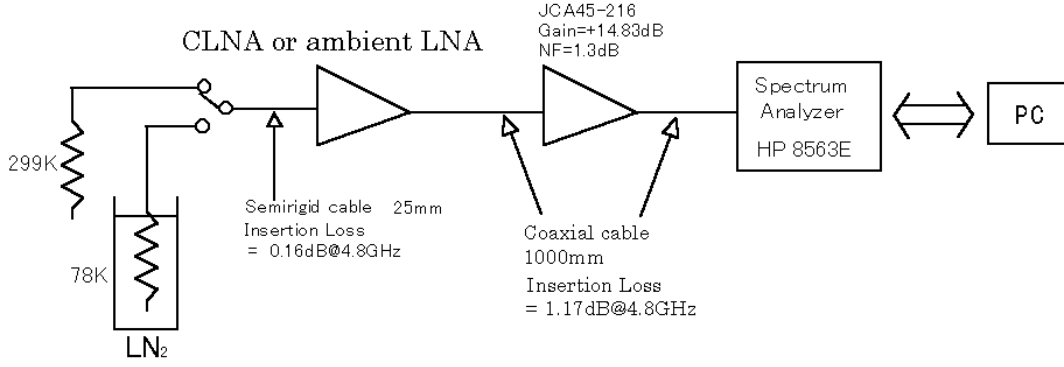 JCA45-216
Gain=+14.83dB
NF=1.3dB
CLNA or ambient LNA
Spectrum
Analyzer
HP 8563E
PC
299K
Semirigid cable 25mm
Insertion Loss
= 0.16dB@4.8GHz
Coaxial cable
1000mm
Insertion Loss
= 1.17dB@4.8GHz
78K
LN₂